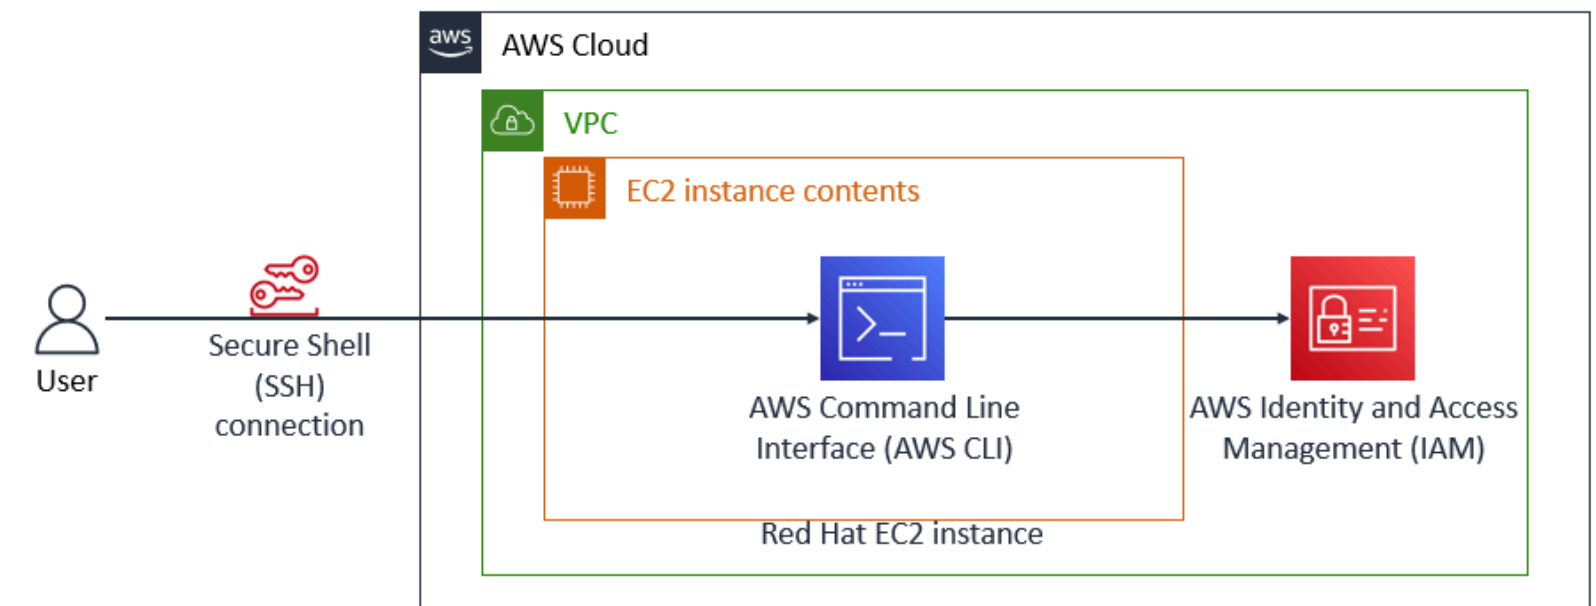 aws
AWS Cloud
VPC
EC2 instance contents
User
Secure Shell
(SSH)
connection
AWS Command Line
Interface (AWS CLI)
AWS Identity and Access
Management (IAM)
Red Hat EC2 instance